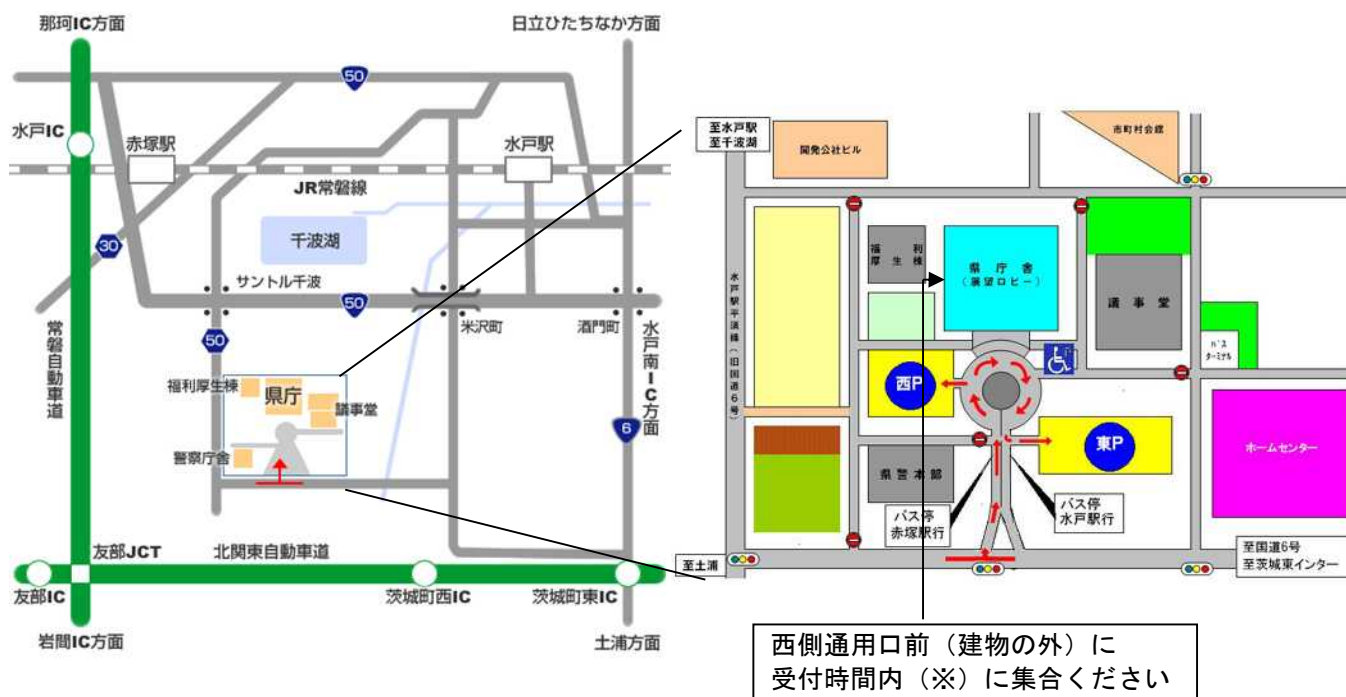 那珂IC方面
日立ひたちなか方面
50
水戸IC
赤塚駅
水戸駅
JR常磐線
千波湖
30
サントル千波
50
50
米沢町
酒門町
常磐自動車道
水戸南IC方面
福利厚生棟
県庁
議事堂
6
警察庁舎
友部JCT
北関東自動車道
友部IC
茨城町西IC
茨城町東IC
岩間IC方面
土浦方面
至水戸駅
至千波湖
開発公社ビル
市町村会館
水戸駅平須線(旧国道6号)
福利
厚生棟
県庁舎
(展望ロビー)
議事堂
バス
ターミナル
西P
東P
ホームセンター
県警本部
バス停
赤塚駅行
バス停
水戸駅行
至土浦
至国道6号
至茨城東インター
西側通用口前(建物の外)に
受付時間内(※)に集合ください